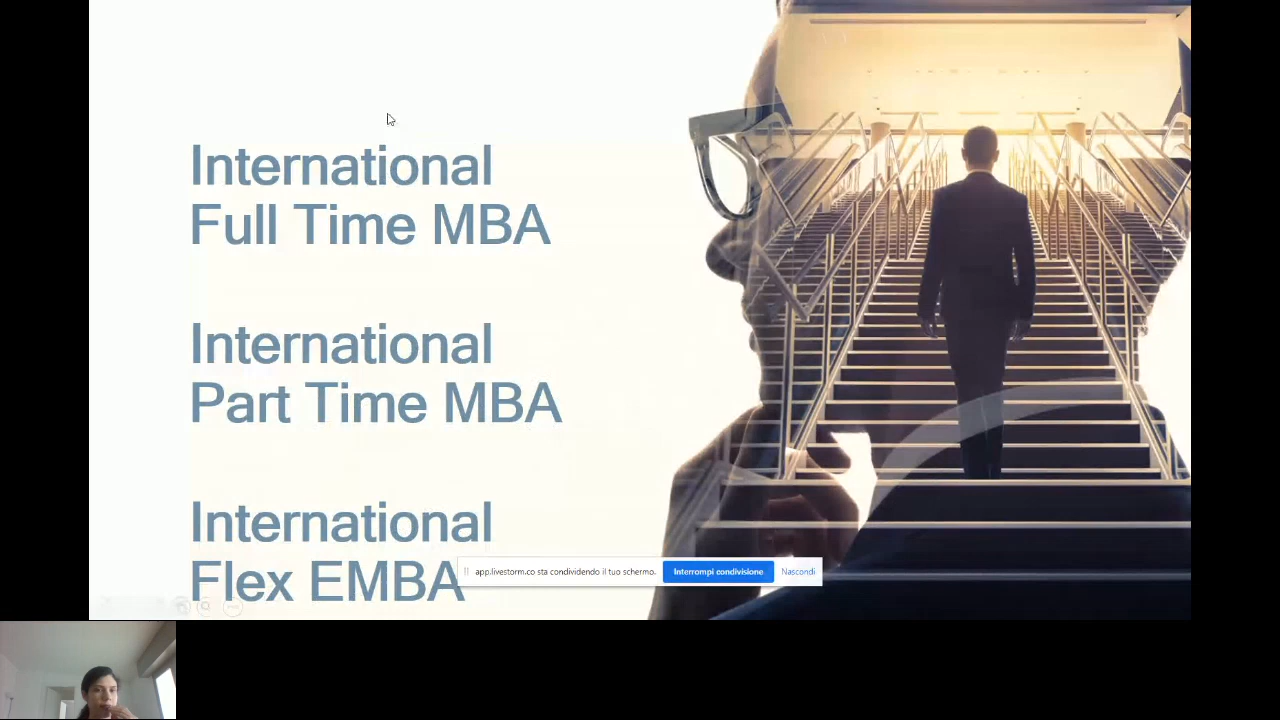 International
Full Time MBA
International
Part Time MBA
International
Flex EMBA
app.livestorm.co sta condividendo il tuo schermo. Interrompi condivisione Nascondi